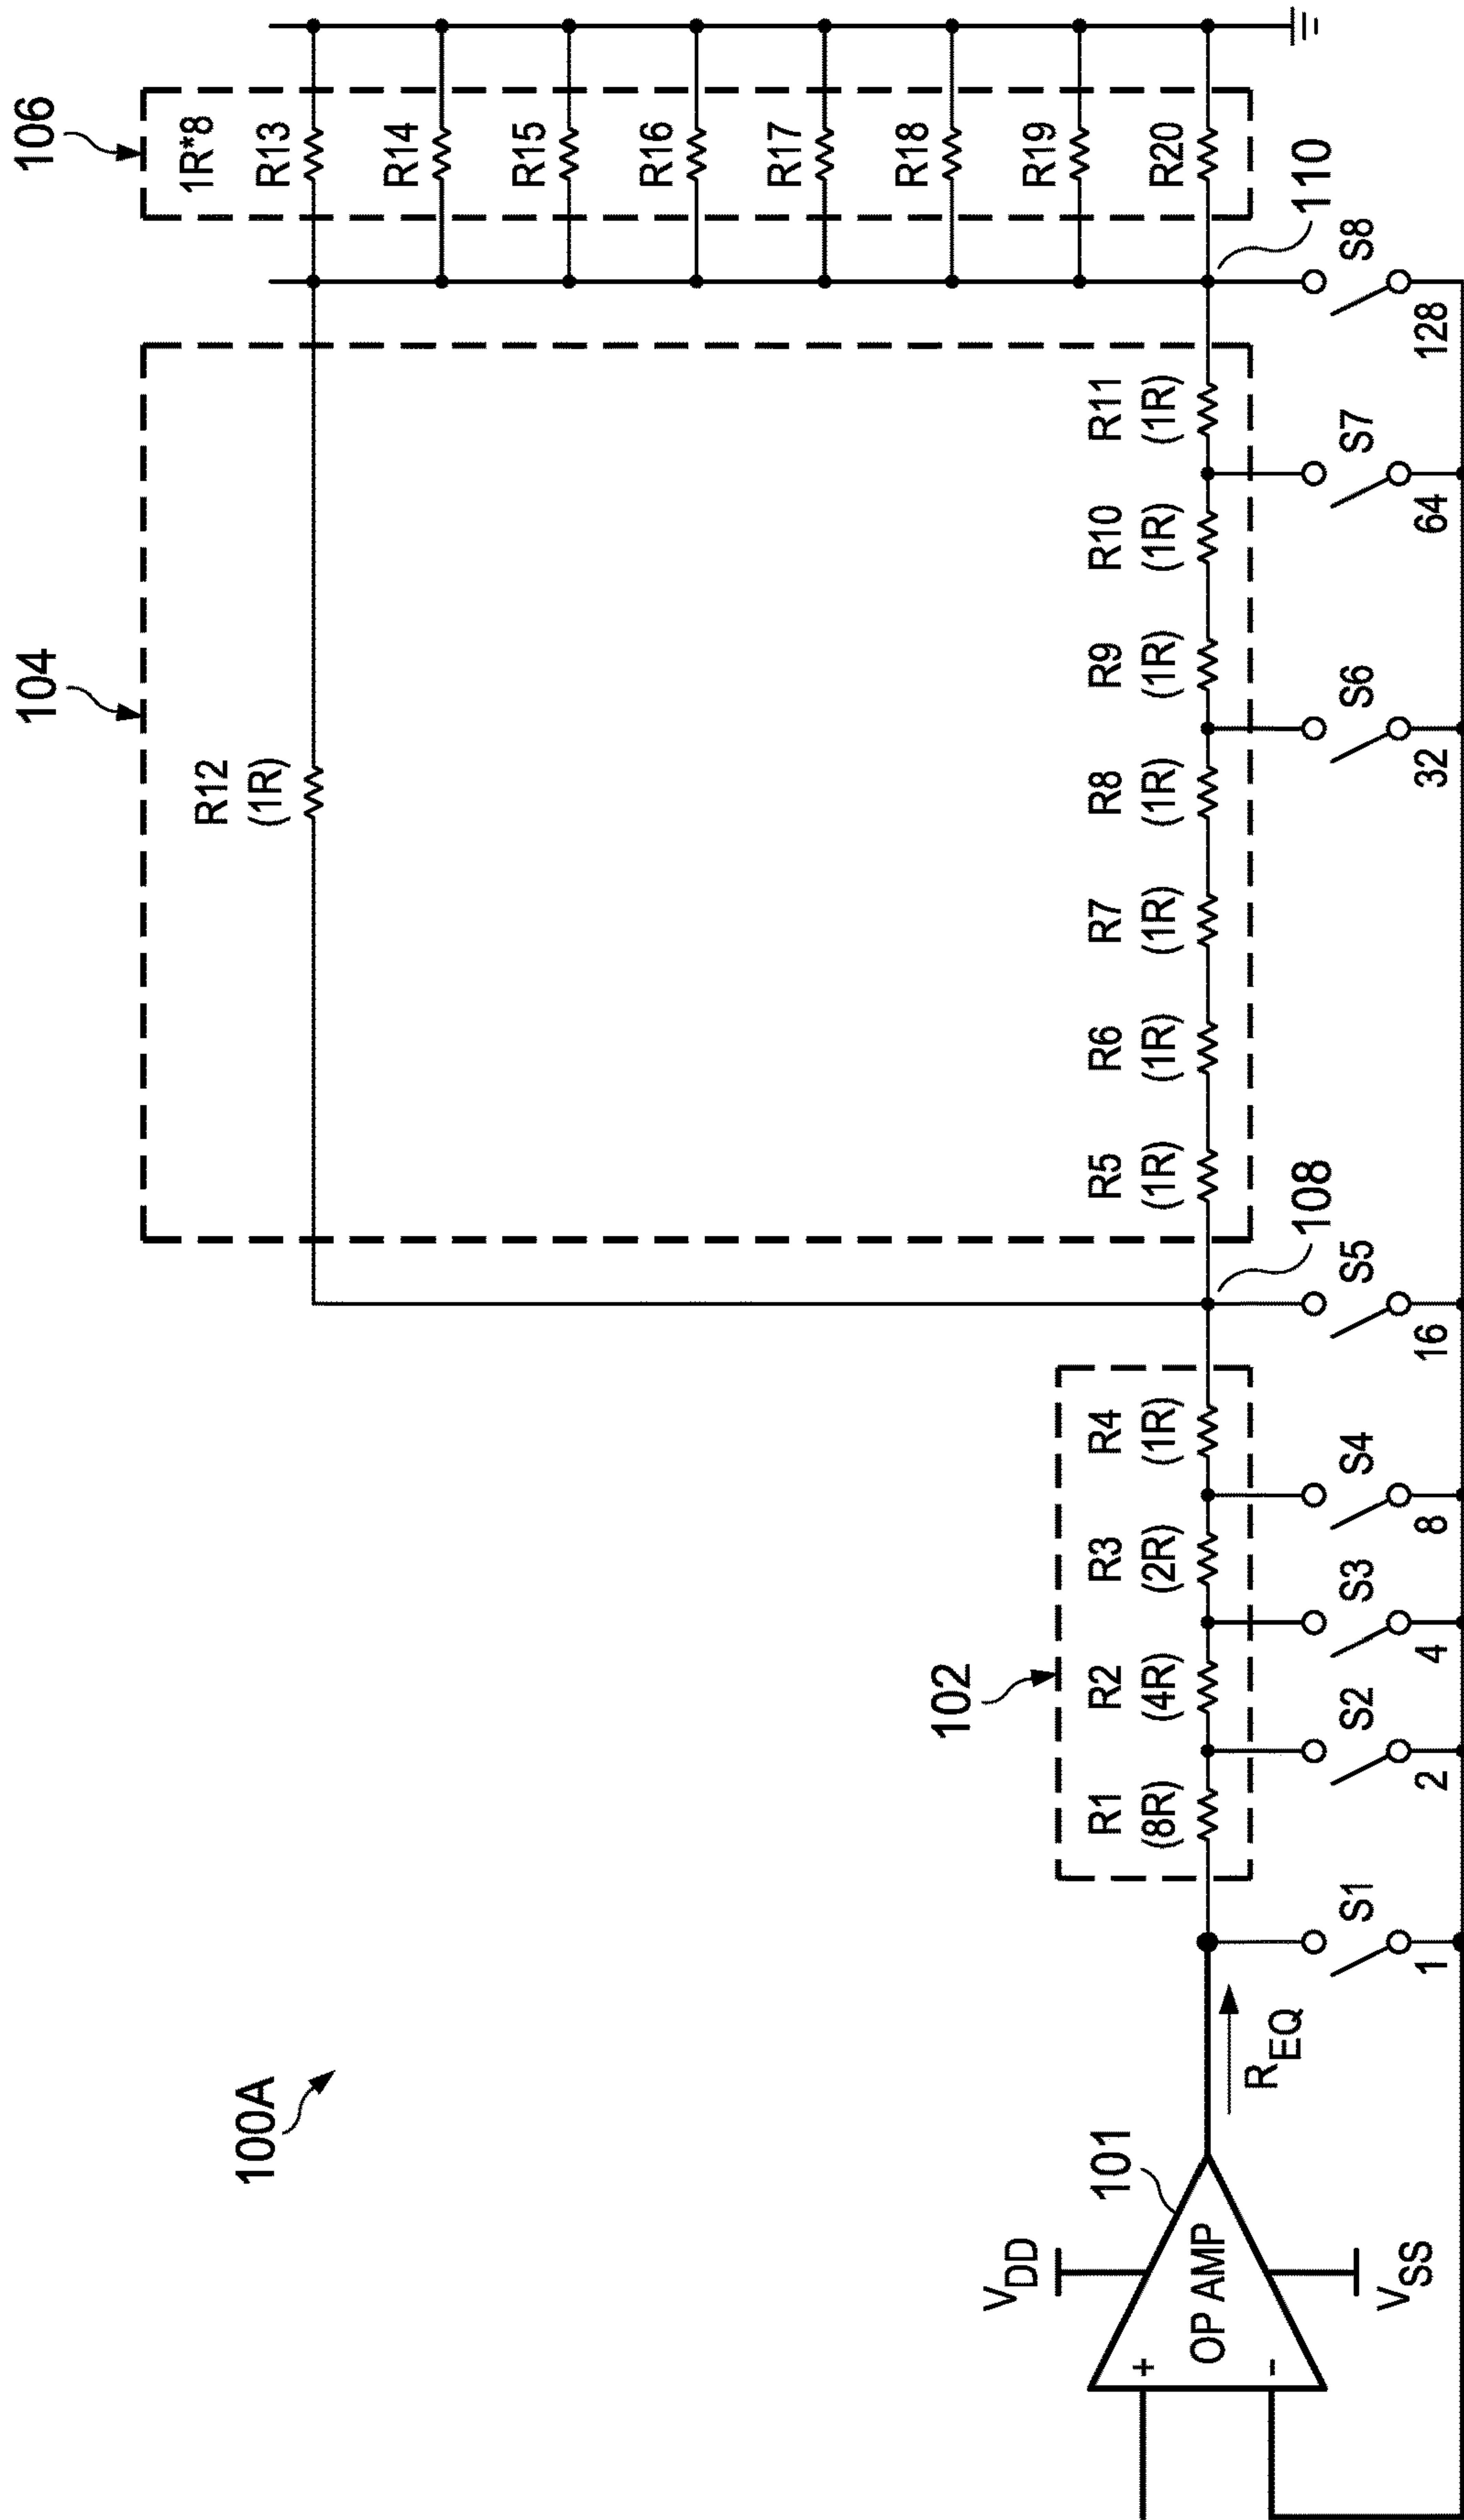 100A
106
1R*8
R13
R14
R15
R16
R17
R18
R19
R20
110
104
R12
(1R)
R5
(1R)
R6
(1R)
R7
(1R)
R8
(1R)
R9
(1R)
R10
(1R)
R11
(1R)
108
102
R1
(8R)
R2
(4R)
R3
(2R)
R4
(1R)
101
VDD
OP AMP
+
-
VSS
REQ
S1
S2
S3
S4
S5
S6
S7
S8
1
2
4
8
16
32
64
128